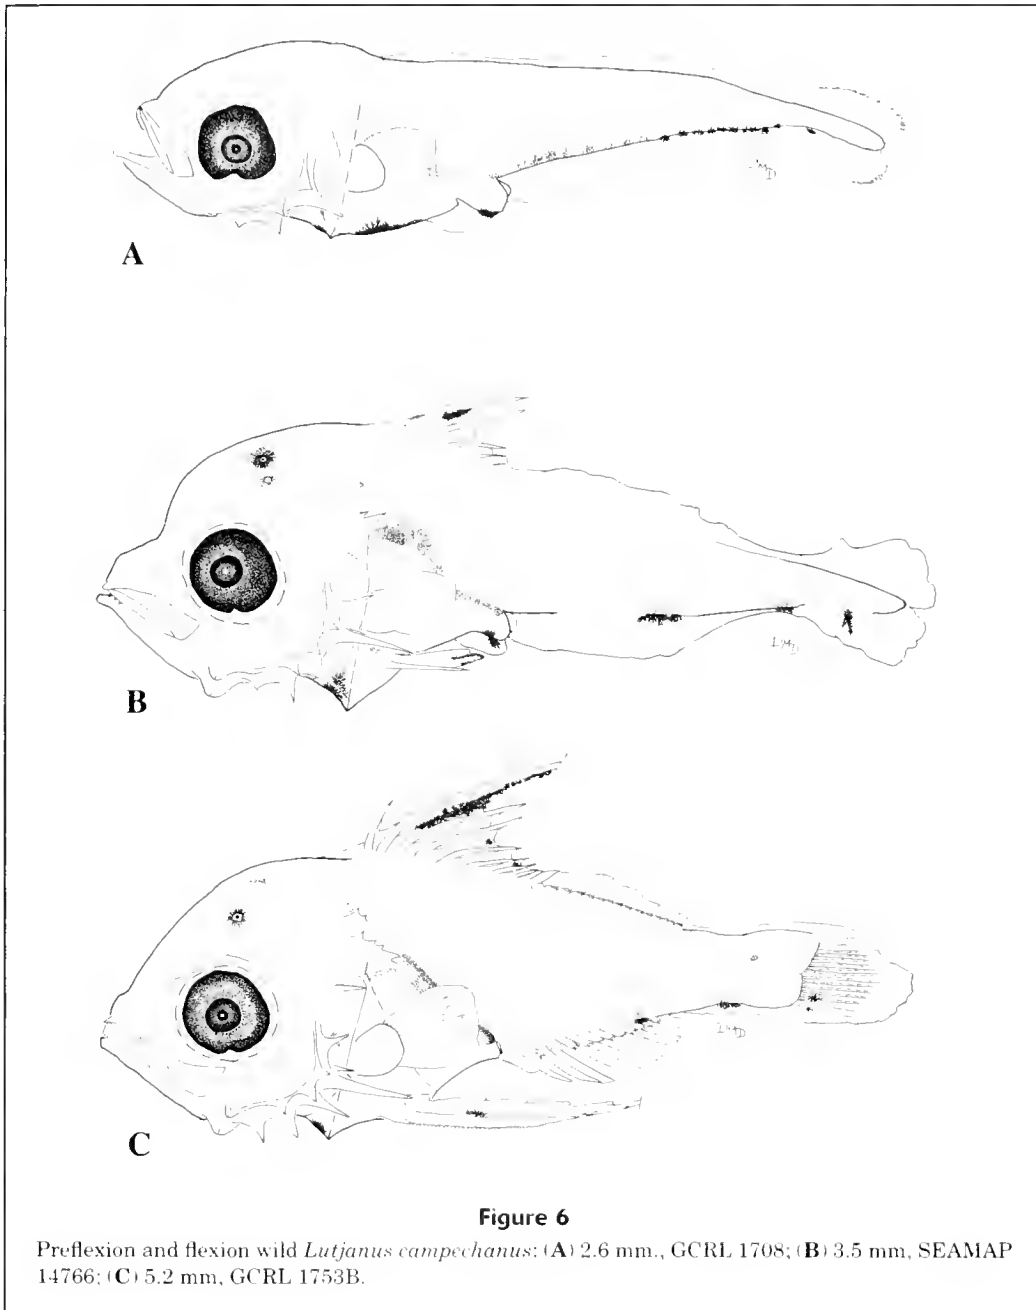 A
B
C
Figure 6
Preflexion and flexion wild Lutjanus campechanus: (A) 2.6 mm., GCRL 1708; (B) 3.5 mm, SEAMAP
14766; (C) 5.2 mm, GCRL 1753B.